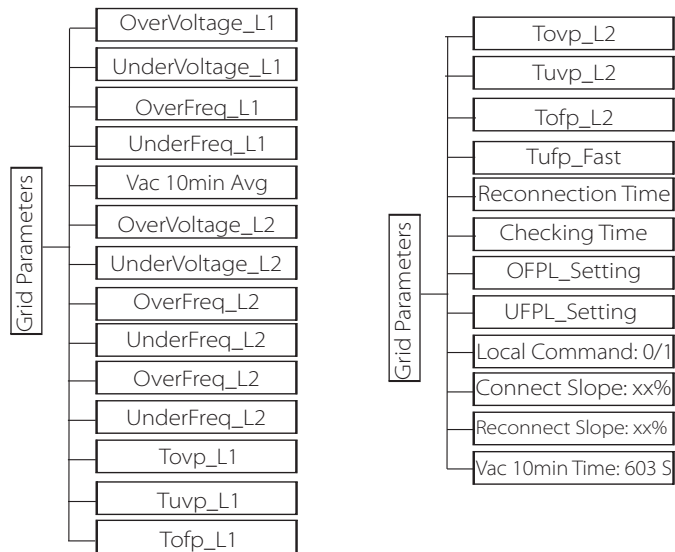 Grid Parameters
OverVoltage_L1
UnderVoltage_L1
OverFreq_L1
UnderFreq_L1
Vac 10min Avg
OverVoltage_L2
UnderVoltage_L2
OverFreq_L2
UnderFreq_L2
OverFreq_L2
UnderFreq_L2
Tovp_L1
Tuvp_L1
Tofp_L1
Grid Parameters
Tovp_L2
Tuvp_L2
Tofp_L2
Tufp_Fast
Reconnection Time
Checking Time
OFPL_Setting
UFPL_Setting
Local Command: 0/1
Connect Slope: xx%
Reconnect Slope: xx%
Vac 10min Time: 603 S